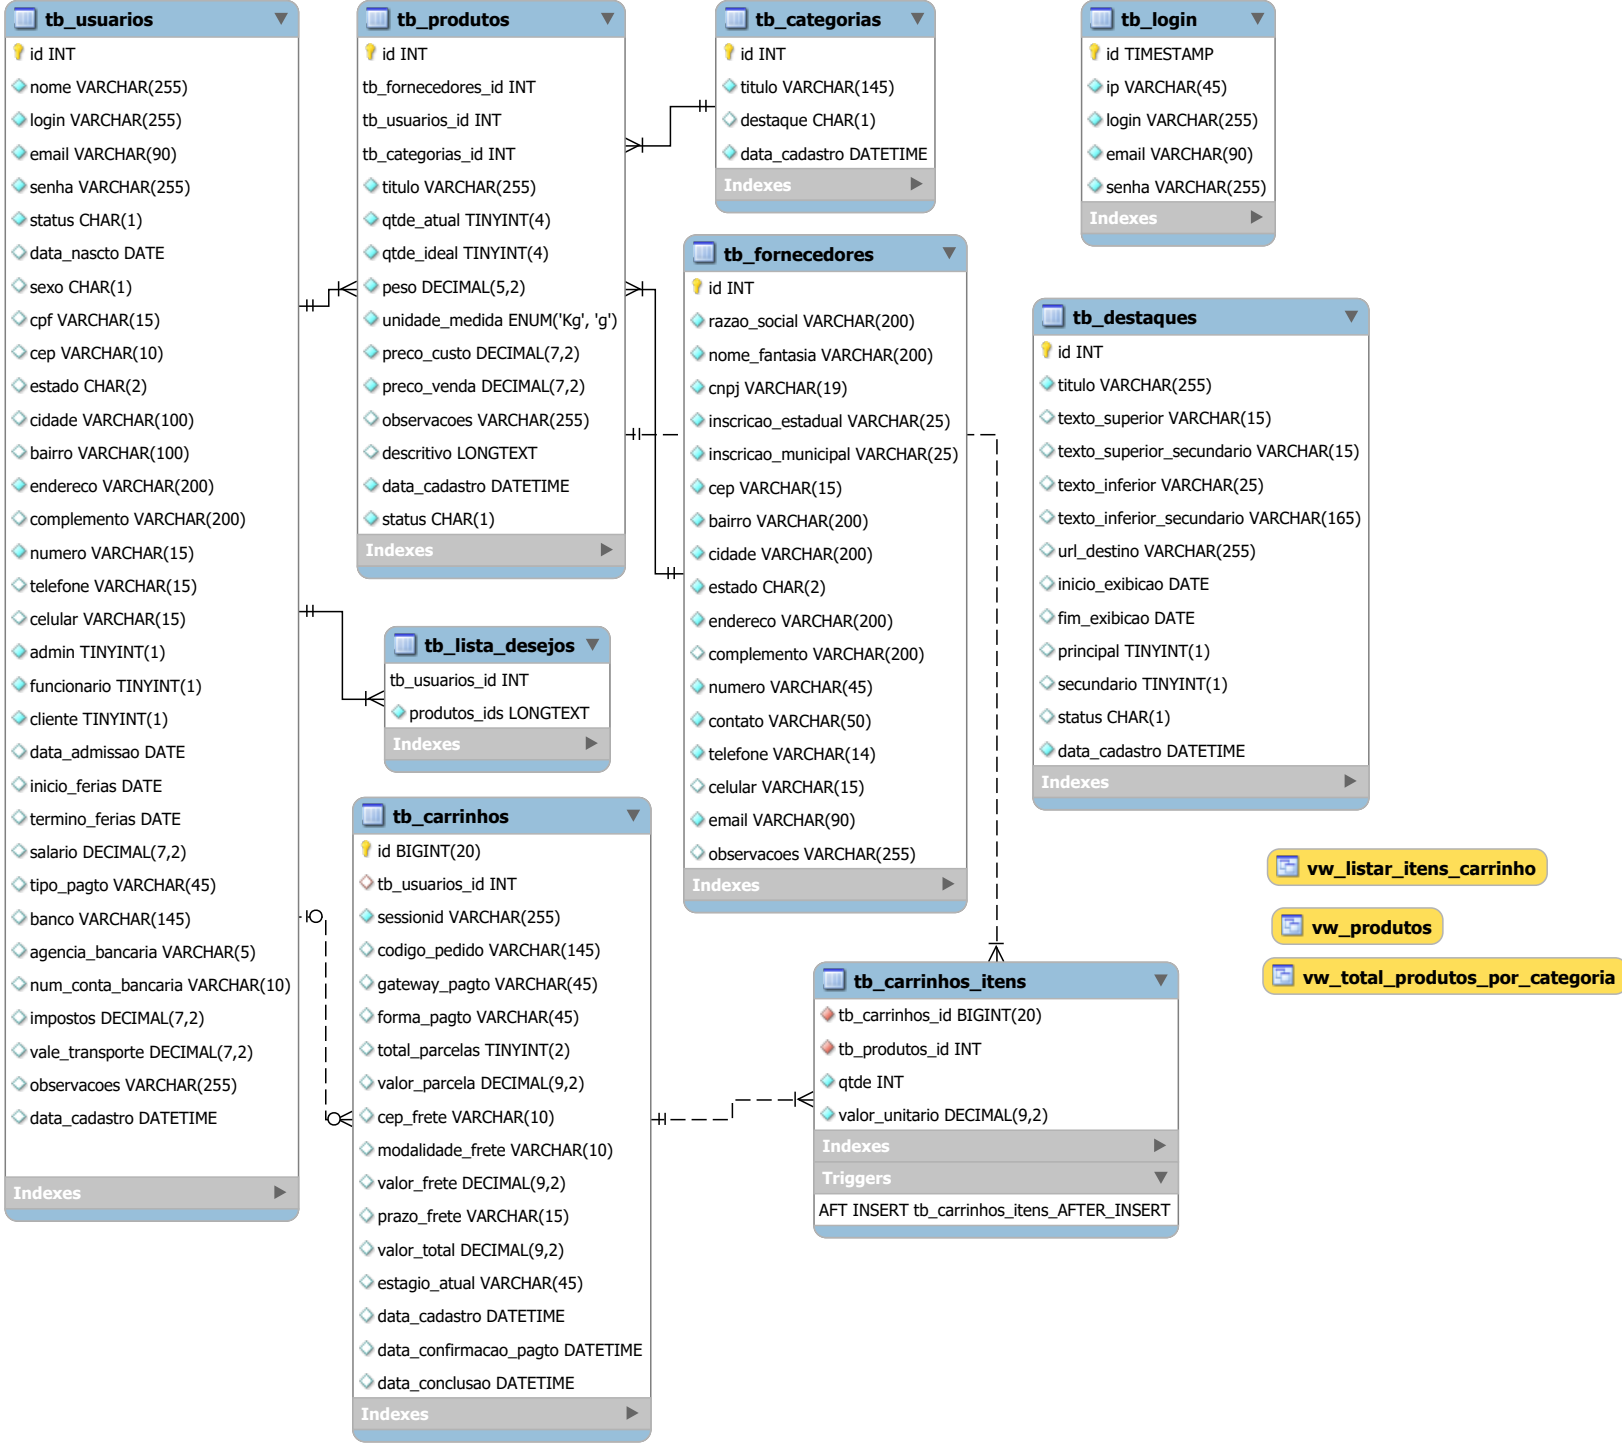 tb_usuarios
id INT
nome VARCHAR(255)
login VARCHAR(255)
email VARCHAR(90)
senha VARCHAR(255)
status CHAR(1)
data_nascto DATE
sexo CHAR(1)
cpf VARCHAR(15)
cep VARCHAR(10)
estado CHAR(2)
cidade VARCHAR(100)
bairro VARCHAR(100)
endereco VARCHAR(200)
complemento VARCHAR(200)
numero VARCHAR(15)
telefone VARCHAR(15)
celular VARCHAR(15)
admin TINYINT(1)
funcionario TINYINT(1)
cliente TINYINT(1)
data_admissao DATE
inicio_ferias DATE
termino_ferias DATE
salario DECIMAL(7,2)
tipo_pagto VARCHAR(45)
banco VARCHAR(145)
agencia_bancaria VARCHAR(5)
num_conta_bancaria VARCHAR(10)
impostos DECIMAL(7,2)
vale_transporte DECIMAL(7,2)
observacoes VARCHAR(255)
data_cadastro DATETIME
Indexes
tb_produtos
id INT
tb_fornecedores_id INT
tb_usuarios_id INT
tb_categorias_id INT
titulo VARCHAR(255)
qtde_atual TINYINT(4)
qtde_ideal TINYINT(4)
peso DECIMAL(5,2)
unidade_medida ENUM('Kg', 'g')
preco_custo DECIMAL(7,2)
preco_venda DECIMAL(7,2)
observacoes VARCHAR(255)
descritivo LONGTEXT
data_cadastro DATETIME
status CHAR(1)
Indexes
tb_lista_desejos
tb_usuarios_id INT
produtos_ids LONGTEXT
Indexes
tb_carrinhos
id BIGINT(20)
tb_usuarios_id INT
sessionid VARCHAR(255)
codigo_pedido VARCHAR(145)
gateway_pagto VARCHAR(45)
forma_pagto VARCHAR(45)
total_parcelas TINYINT(2)
valor_parcela DECIMAL(9,2)
cep_frete VARCHAR(10)
modalidade_frete VARCHAR(10)
valor_frete DECIMAL(9,2)
prazo_frete VARCHAR(15)
valor_total DECIMAL(9,2)
estagio_atual VARCHAR(45)
data_cadastro DATETIME
data_confirmacao_pagto DATETIME
data_conclusao DATETIME
Indexes
tb_categorias
id INT
titulo VARCHAR(145)
destaque CHAR(1)
data_cadastro DATETIME
Indexes
tb_fornecedores
id INT
razao_social VARCHAR(200)
nome_fantasia VARCHAR(200)
cnpj VARCHAR(19)
inscricao_estadual VARCHAR(25)
inscricao_municipal VARCHAR(25)
cep VARCHAR(15)
bairro VARCHAR(200)
cidade VARCHAR(200)
estado CHAR(2)
endereco VARCHAR(200)
complemento VARCHAR(200)
numero VARCHAR(45)
contato VARCHAR(50)
telefone VARCHAR(14)
celular VARCHAR(15)
email VARCHAR(90)
observacoes VARCHAR(255)
Indexes
tb_carrinhos_itens
tb_carrinhos_id BIGINT(20)
tb_produtos_id INT
qtde INT
valor_unitario DECIMAL(9,2)
Indexes
Triggers
AFT INSERT tb_carrinhos_itens_AFTER_INSERT
tb_login
id TIMESTAMP
ip VARCHAR(45)
login VARCHAR(255)
email VARCHAR(90)
senha VARCHAR(255)
Indexes
tb_destaques
id INT
titulo VARCHAR(255)
texto_superior VARCHAR(15)
texto_superior_secundario VARCHAR(15)
texto_inferior VARCHAR(25)
texto_inferior_secundario VARCHAR(165)
url_destino VARCHAR(255)
inicio_exibicao DATE
fim_exibicao DATE
principal TINYINT(1)
secundario TINYINT(1)
status CHAR(1)
data_cadastro DATETIME
Indexes
vw_listar_itens_carrinho
vw_produtos
vw_total_produtos_por_categoria